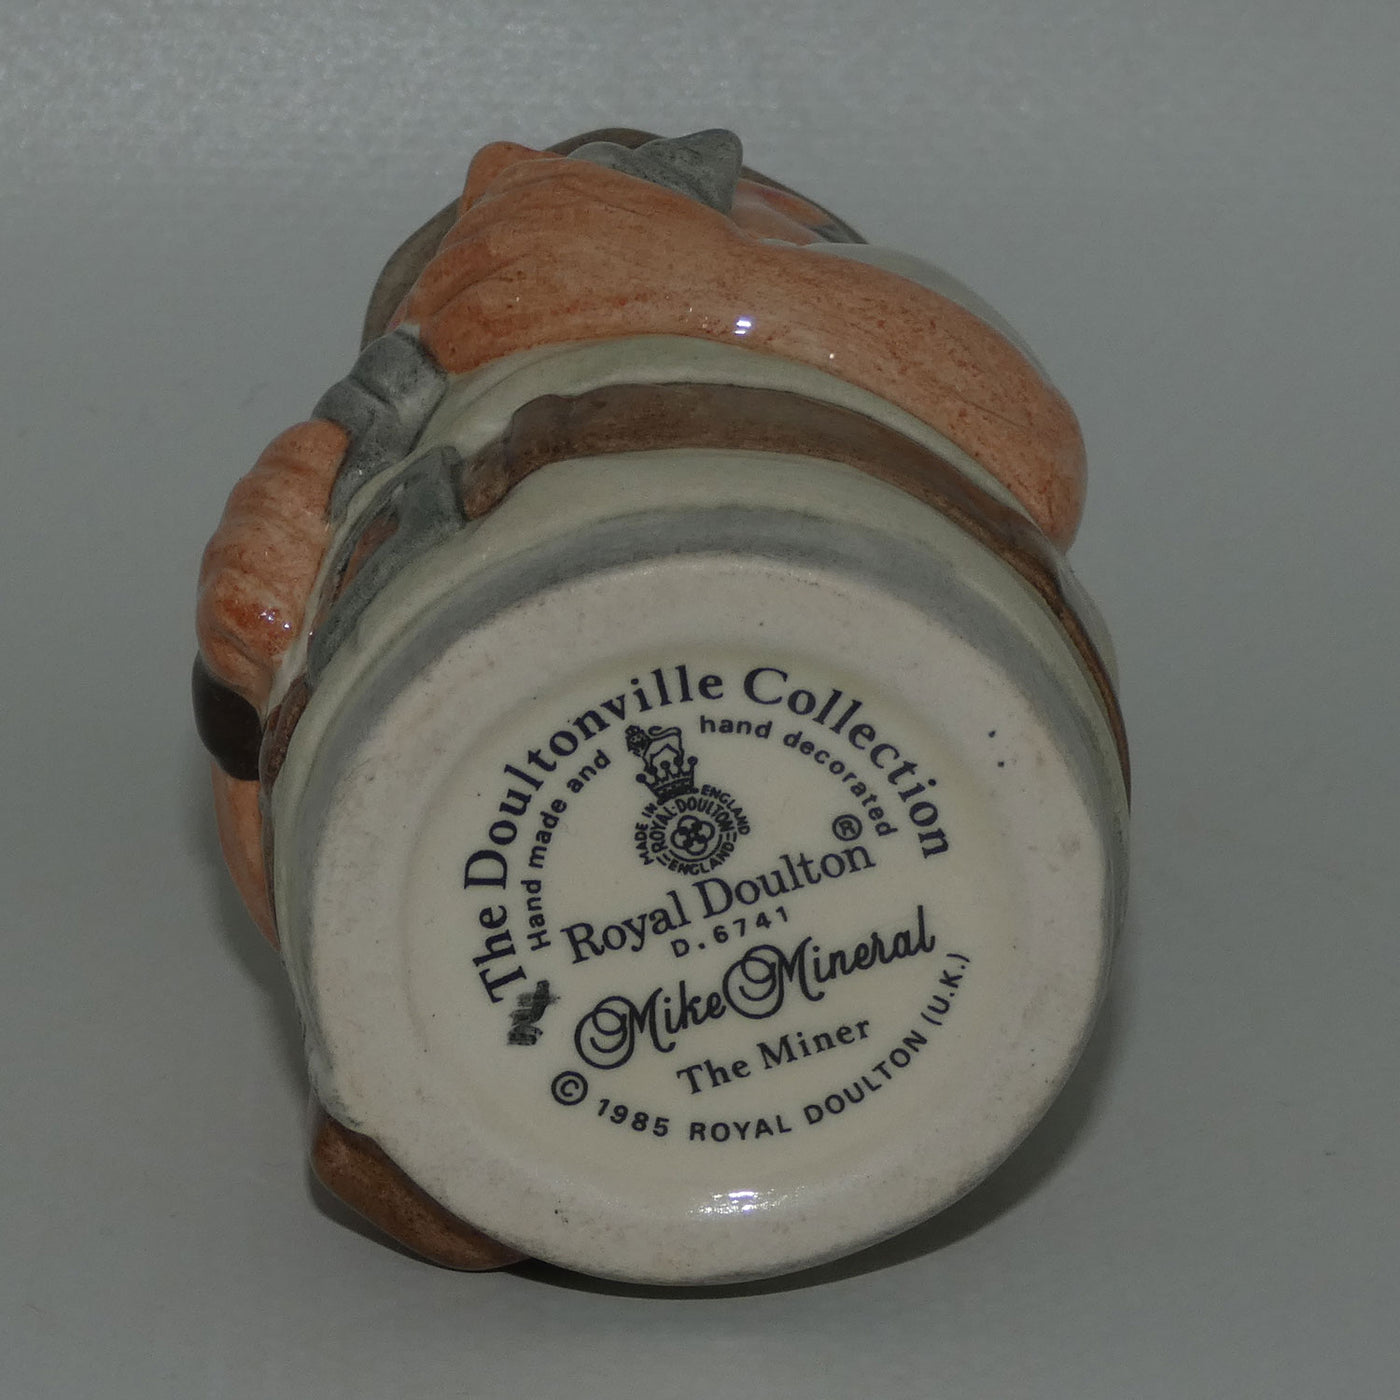 The Doultonville Collection
Hand made and hand decorated
MADE IN ENGLAND
ROYAL·DOULTON
=ENGLAND=
®
Royal Doulton
D.6741
Mike Mineral
The Miner
© 1985 ROYAL DOULTON (U.K.)